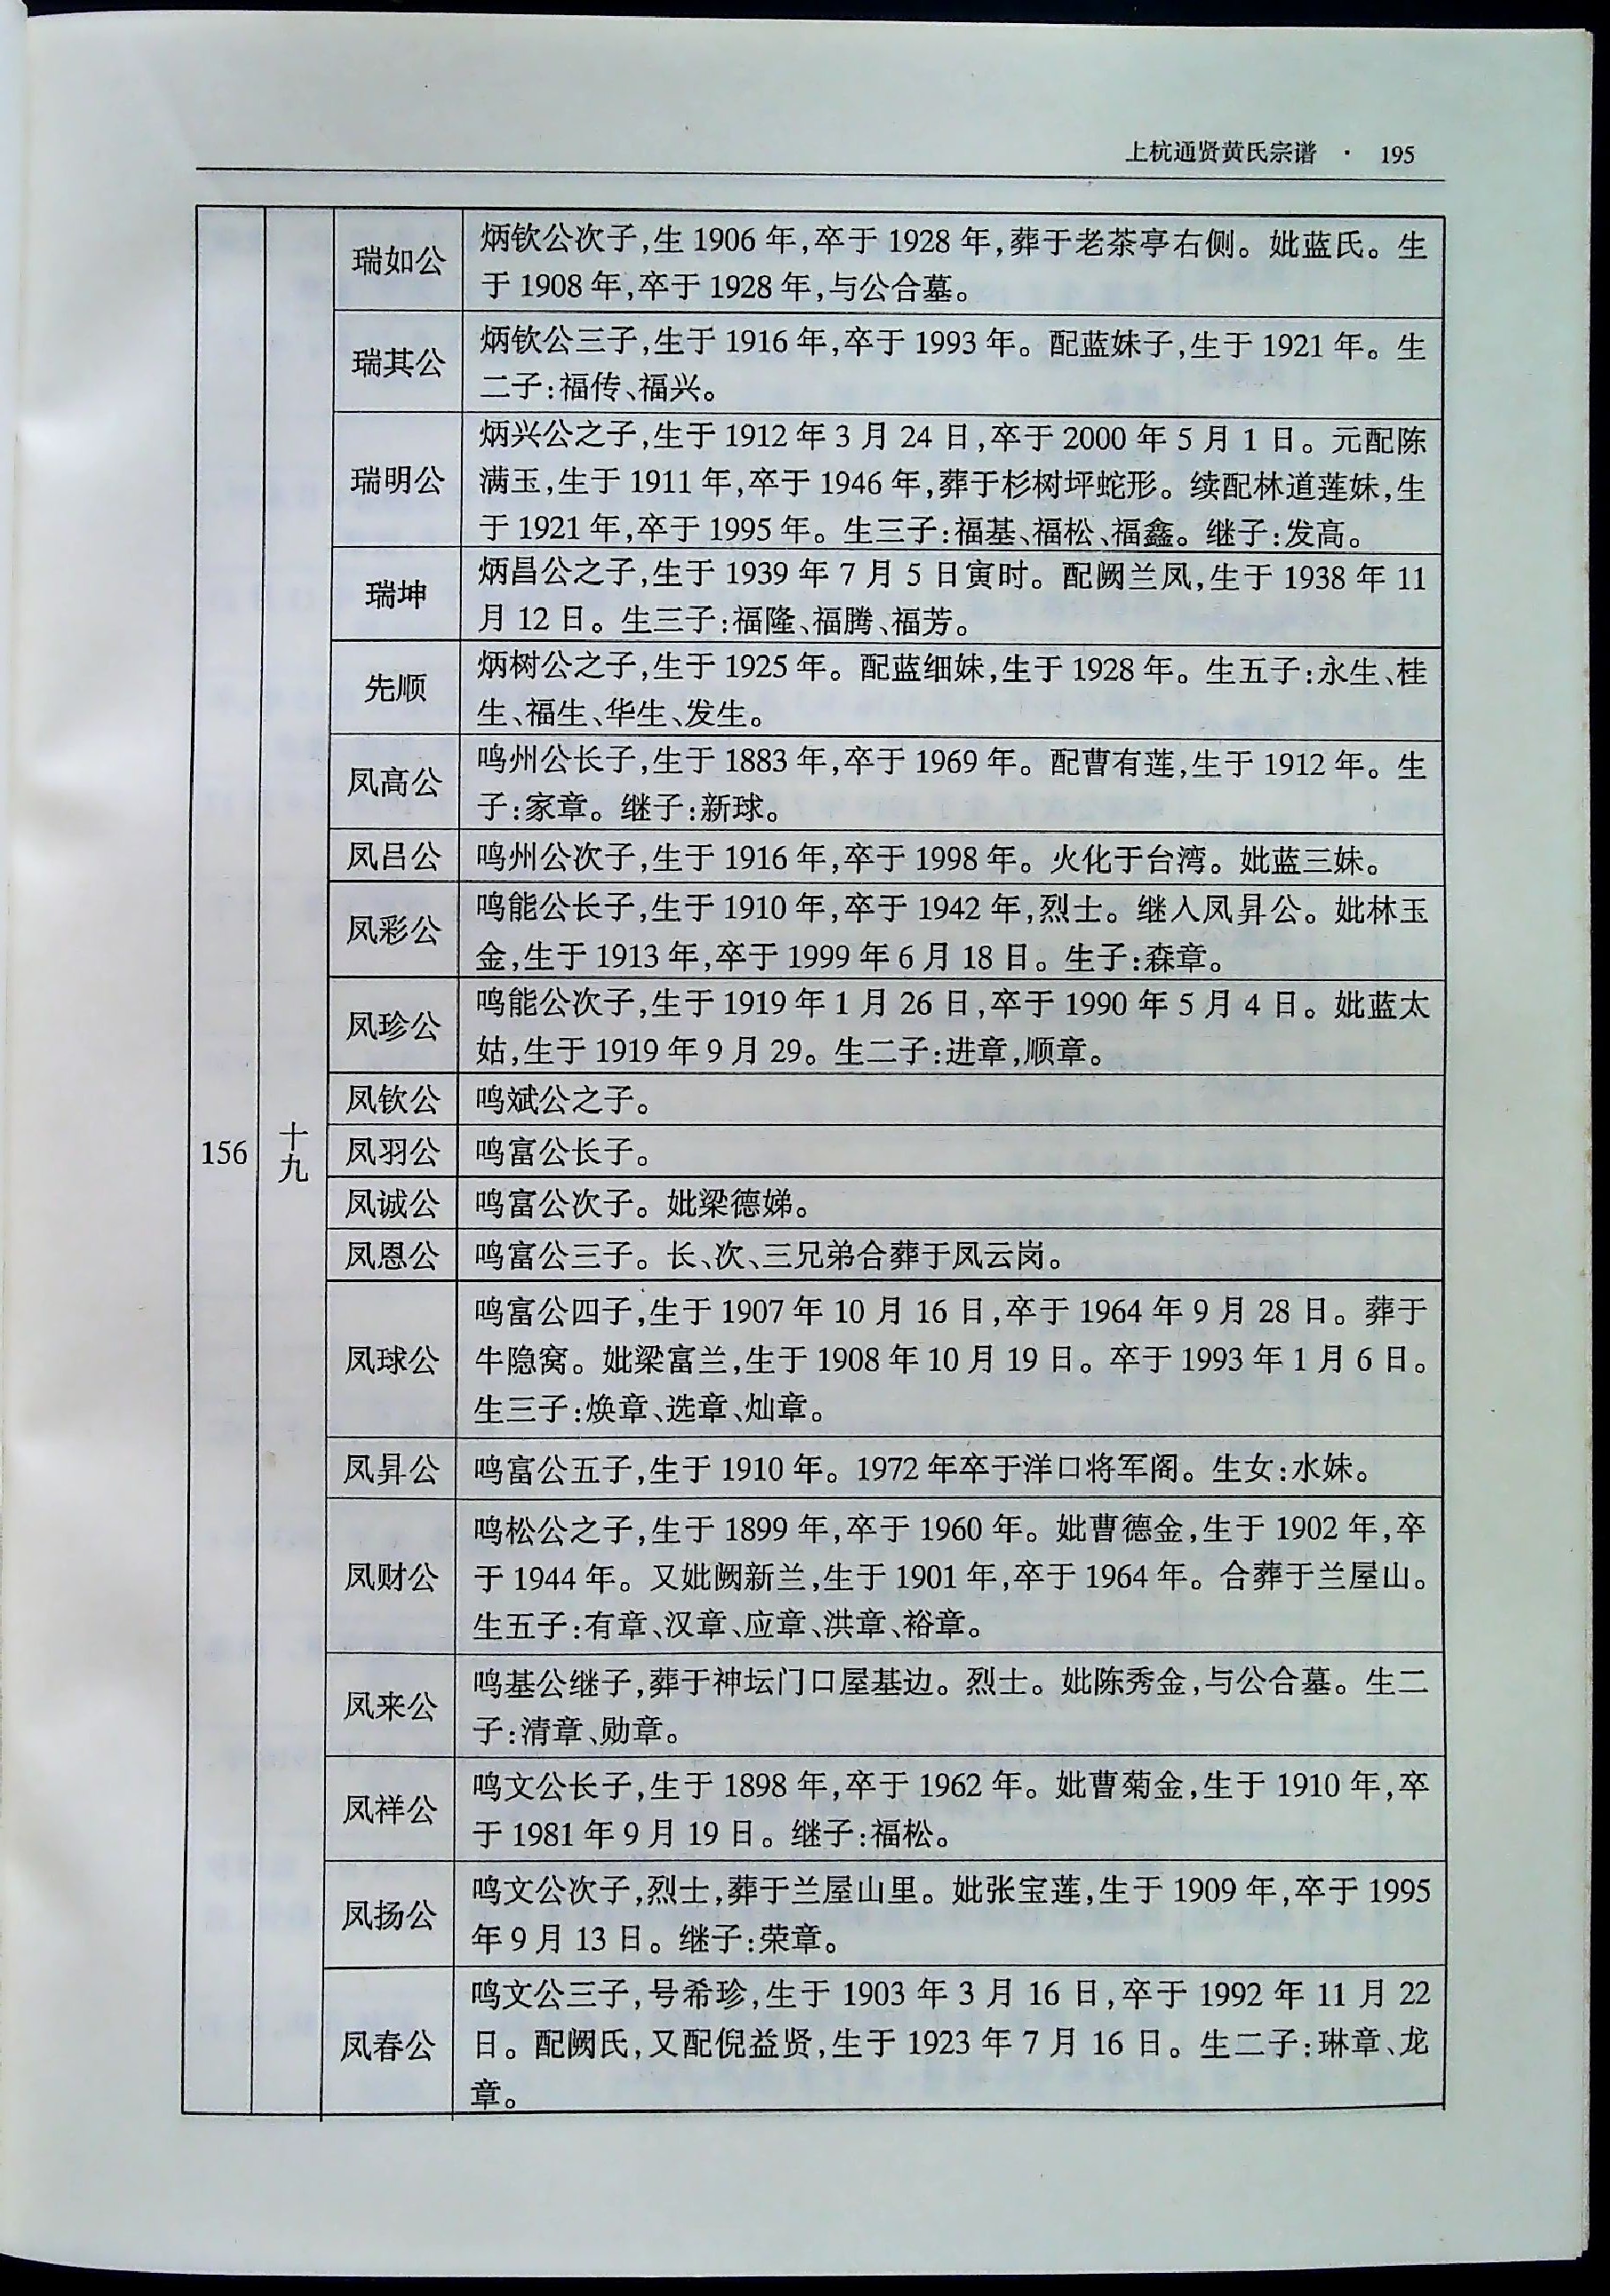 上杭通贤黄氏宗谱 · 195
瑞如公
炳钦公次子,生 1906 年,卒于 1928 年,葬于老茶亭右侧。妣蓝氏。生
于 1908 年,卒于 1928 年,与公合墓。
瑞其公
炳钦公三子,生于 1916 年,卒于 1993 年。配蓝妹子,生于 1921 年。生
二子:福传、福兴。
瑞明公
炳兴公之子,生于 1912 年 3 月 24 日,卒于 2000 年 5 月 1 日。元配陈
满玉,生于 1911 年,卒于 1946 年,葬于杉树坪蛇形。续配林道莲妹,生
于 1921 年,卒于 1995 年。生三子:福基、福松、福鑫。继子:发高。
瑞坤
炳昌公之子,生于 1939 年 7 月 5 日寅时。配阙兰凤,生于 1938 年 11
月 12 日。生三子:福隆、福腾、福芳。
先顺
炳树公之子,生于 1925 年。配蓝细妹,生于 1928 年。生五子:永生、桂
生、福生、华生、发生。
凤高公
鸣州公长子,生于 1883 年,卒于 1969 年。配曹有莲,生于 1912 年。生
子:家章。继子:新球。
凤吕公
鸣州公次子,生于 1916 年,卒于 1998 年。火化于台湾。妣蓝三妹。
凤彩公
鸣能公长子,生于 1910 年,卒于 1942 年,烈士。继入凤昇公。妣林玉
金,生于 1913 年,卒于 1999 年 6 月 18 日。生子:森章。
凤珍公
鸣能公次子,生于 1919 年 1 月 26 日,卒于 1990 年 5 月 4 日。妣蓝太
姑,生于 1919 年 9 月 29。生二子:进章,顺章。
凤钦公
鸣斌公之子。
156
十九
凤羽公
鸣富公长子。
凤诚公
鸣富公次子。妣梁德娣。
凤恩公
鸣富公三子。长、次、三兄弟合葬于凤云岗。
凤球公
鸣富公四子,生于 1907 年 10 月 16 日,卒于 1964 年 9 月 28 日。葬于
牛隐窝。妣梁富兰,生于 1908 年 10 月 19 日。卒于 1993 年 1 月 6 日。
生三子:焕章、选章、灿章。
凤昇公
鸣富公五子,生于 1910 年。1972 年卒于洋口将军阁。生女:水妹。
凤财公
鸣松公之子,生于 1899 年,卒于 1960 年。妣曹德金,生于 1902 年,卒
于 1944 年。又妣阙新兰,生于 1901 年,卒于 1964 年。合葬于兰屋山。
生五子:有章、汉章、应章、洪章、裕章。
凤来公
鸣基公继子,葬于神坛门口屋基边。烈士。妣陈秀金,与公合墓。生二
子:清章、勋章。
凤祥公
鸣文公长子,生于 1898 年,卒于 1962 年。妣曹菊金,生于 1910 年,卒
于 1981 年 9 月 19 日。继子:福松。
凤扬公
鸣文公次子,烈士,葬于兰屋山里。妣张宝莲,生于 1909 年,卒于 1995
年 9 月 13 日。继子:荣章。
凤春公
鸣文公三子,号希珍,生于 1903 年 3 月 16 日,卒于 1992 年 11 月 22
日。配阙氏,又配倪益贤,生于 1923 年 7 月 16 日。生二子:琳章、龙
章。